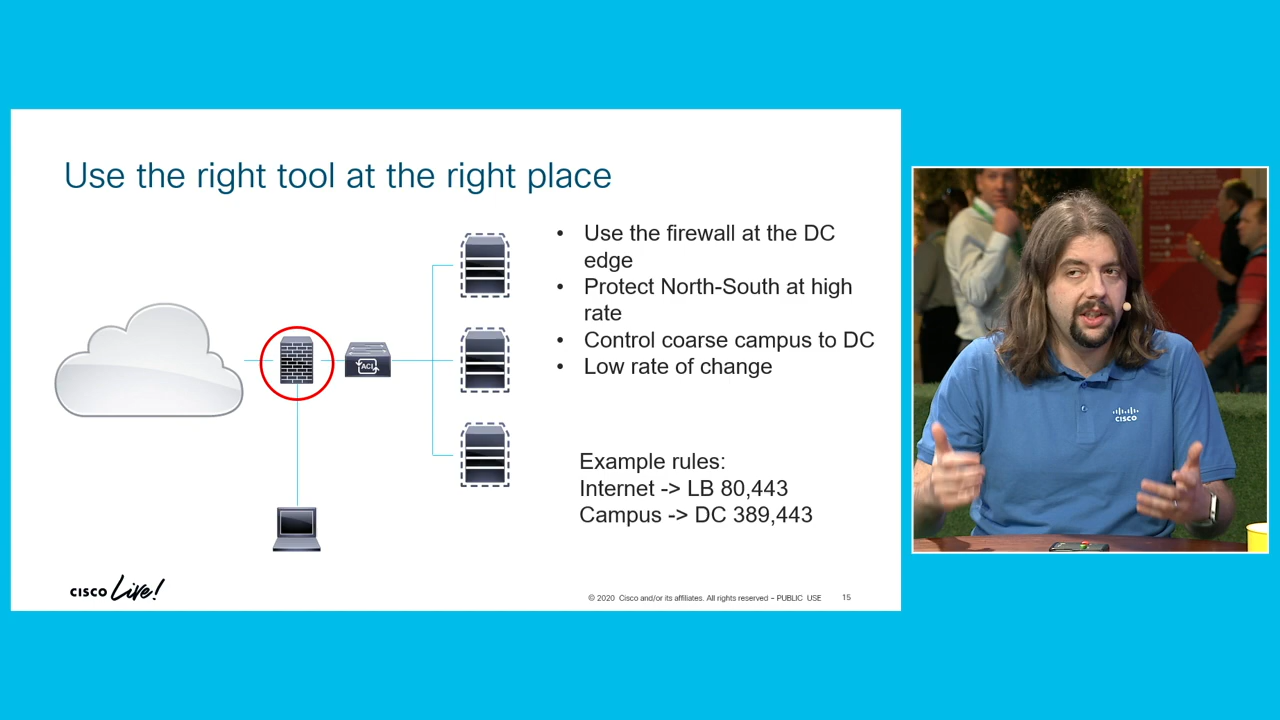 Use the right tool at the right place
• Use the firewall at the DC
edge
• Protect North-South at high
rate
• Control coarse campus to DC
• Low rate of change
ACI
Example rules:
Internet -> LB 80,443
Campus -> DC 389,443
CISCO Live!
© 2020 Cisco and/or its affiliates. All rights reserved – PUBLIC USE
15
CISCO